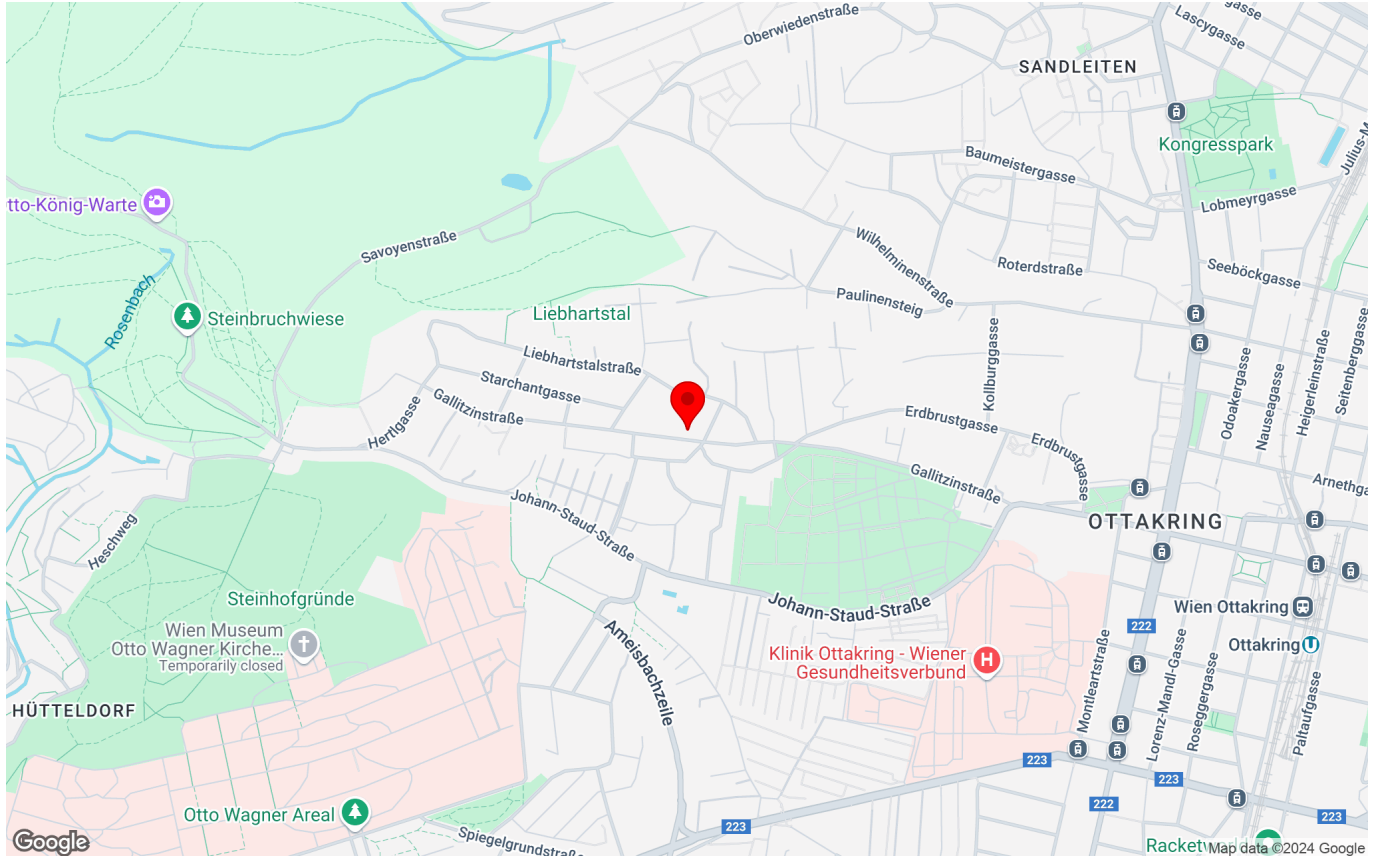 Oberwiedenstraße
Lascygasse
SANDLEITEN
Kongresspark
Julius-M
Baumeistergasse
Lobmeyrgasse
tto-König-Warte
Savoyenstraße
Wilhelminenstraße
Roterdstraße
Seeböckgasse
Rosenbach
Paulinensteig
Steinbruchwiese
Liebhartstal
Liebhartstalstraße
Kollburggasse
Odoakergasse
Nauseagasse
Heigerleinstraße
Seitenberggasse
Starchantgasse
Gallitzinstraße
Hertlgasse
Erdbrustgasse
Erdbrustgasse
Gallitzinstraße
Arnethga
Johann-Staud-Straße
OTTAKRING
Heschweg
Steinhofgründe
Johann-Staud-Straße
Wien Ottakring
222
Wien Museum
Otto Wagner Kirche...
Temporarily closed
Ameisbachzeile
Klinik Ottakring - Wiener
Gesundheitsverbund
H
Ottakring
U
Montleartstraße
Lorenz-Mandl-Gasse
Roseggergasse
Paltaufgasse
HÜTTELDORF
223
223
222
223
223
Otto Wagner Areal
Spiegelgrundstraße
Google
Map data ©2024 Google